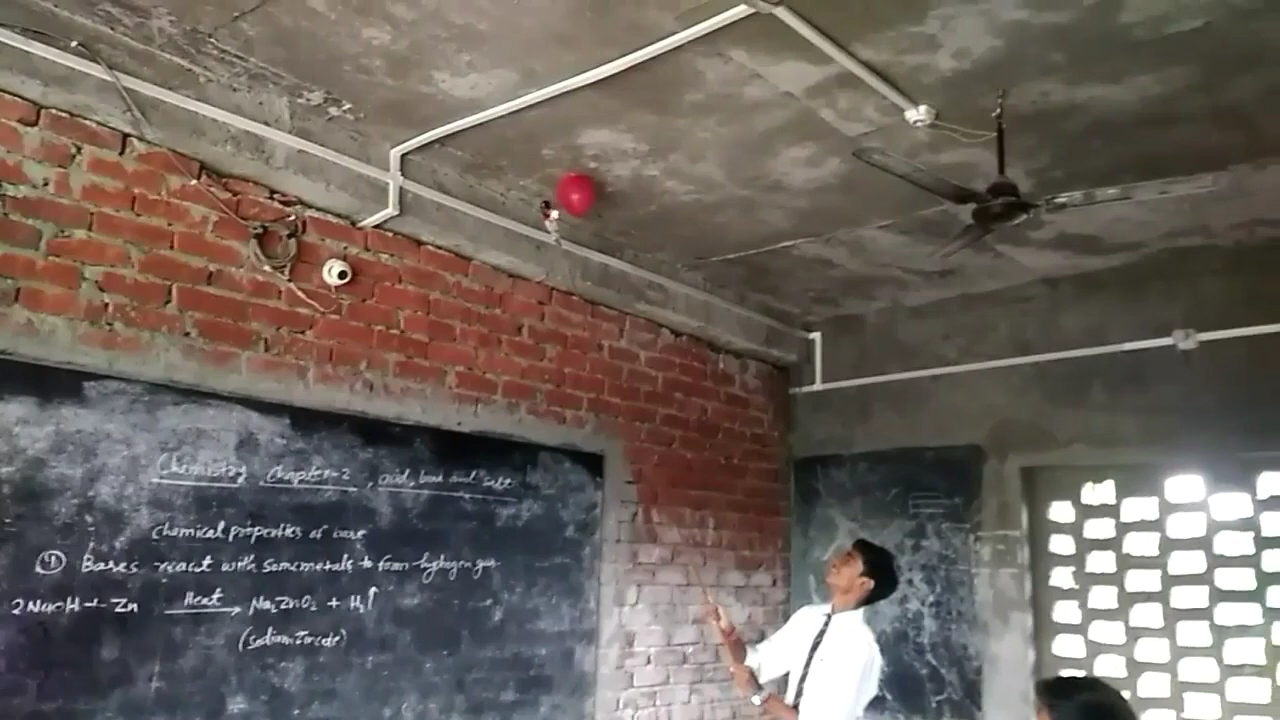 Chemistry Chapter-2, acid, base and salt
chemical properties of base
④ Bases react with some metals to form hydrogen gas.
2NaOH + Zn Heat→ Na₂ZnO₂ + H₂↑
(sodium Zincate)